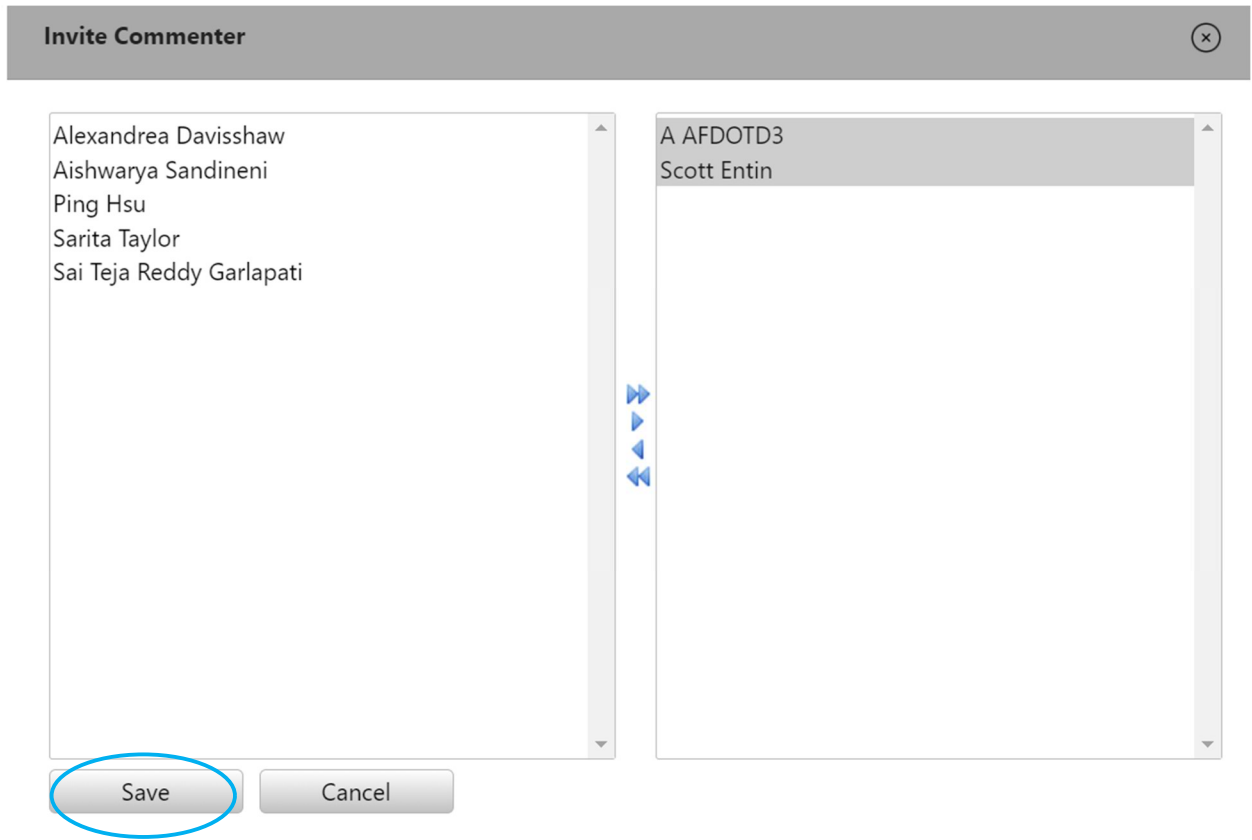 Invite Commenter
Alexandrea Davisshaw
Aishwarya Sandineni
Ping Hsu
Sarita Taylor
Sai Teja Reddy Garlapati
A AFDOTD3
Scott Entin
Save
Cancel